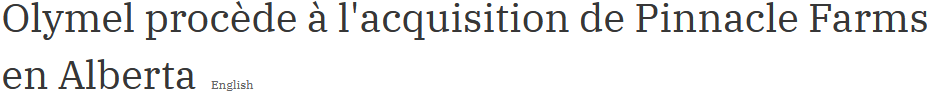 Olymel procède à l'acquisition de Pinnacle Farms
en Alberta English